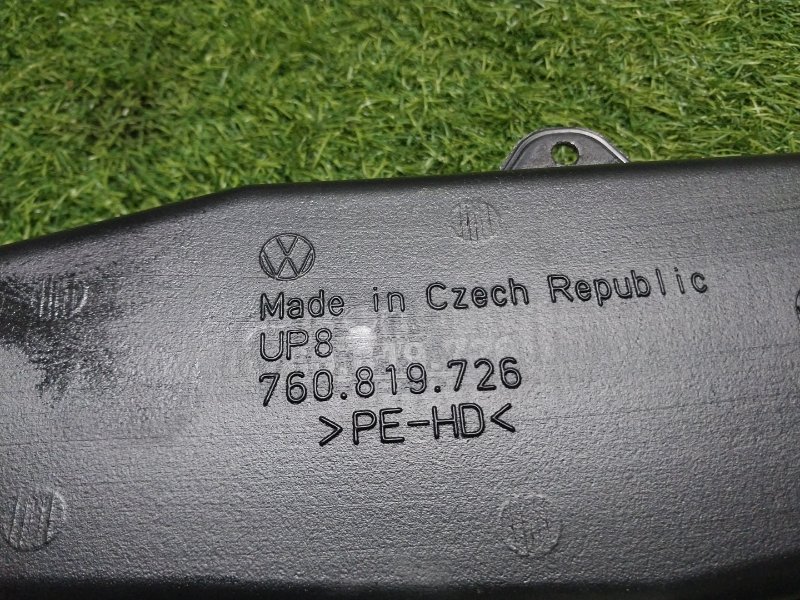 Made in Czech Republic
UP8
760.819.726
>PE-HD<